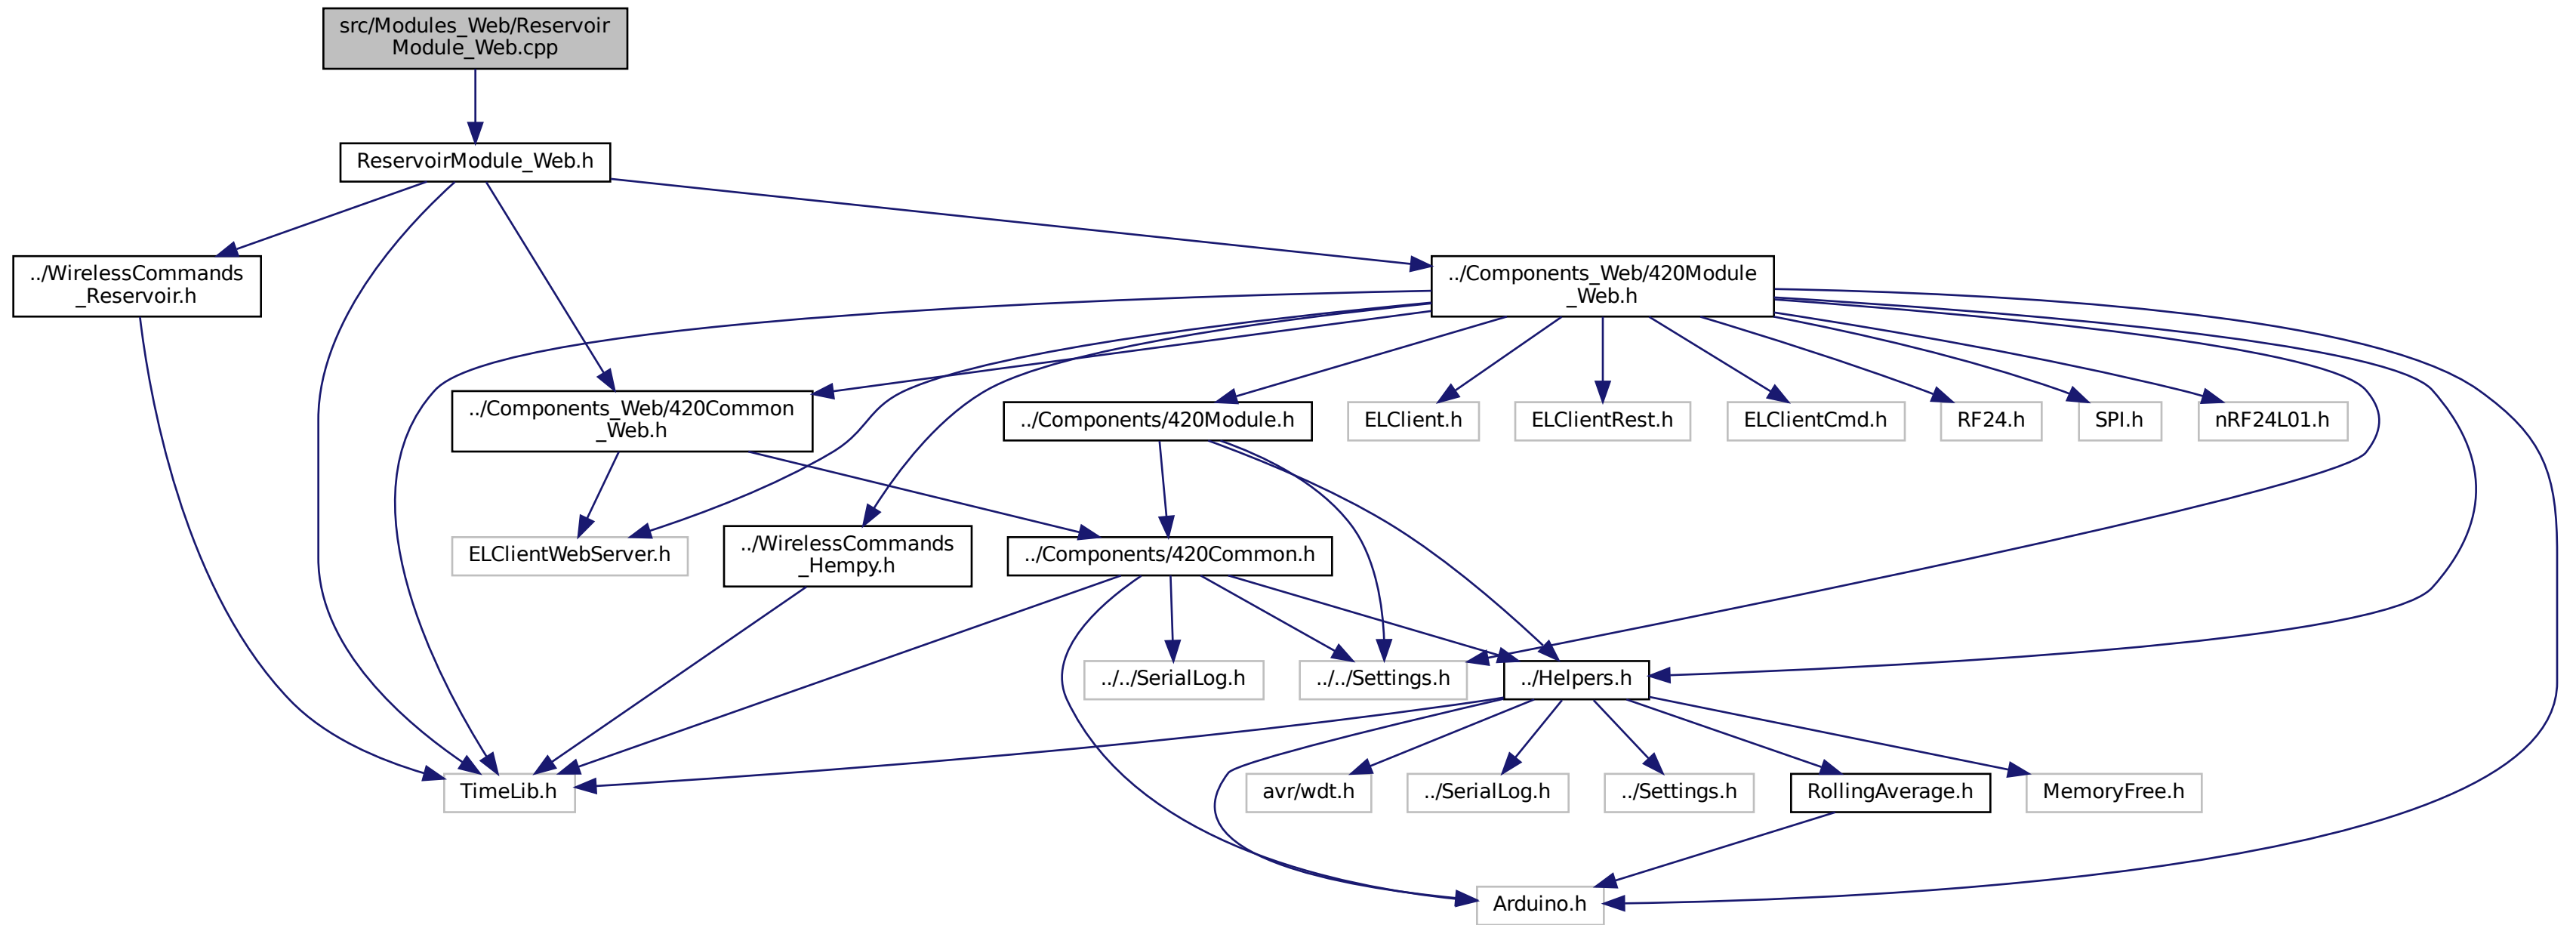 src/Modules_Web/Reservoir
Module_Web.cpp
ReservoirModule_Web.h
../WirelessCommands
_Reservoir.h
../Components_Web/420Module
_Web.h
../Components_Web/420Common
_Web.h
../Components/420Module.h
ELClient.h
ELClientRest.h
ELClientCmd.h
RF24.h
SPI.h
nRF24L01.h
ELClientWebServer.h
../WirelessCommands
_Hempy.h
../Components/420Common.h
../../SerialLog.h
../../Settings.h
../Helpers.h
TimeLib.h
avr/wdt.h
../SerialLog.h
../Settings.h
RollingAverage.h
MemoryFree.h
Arduino.h